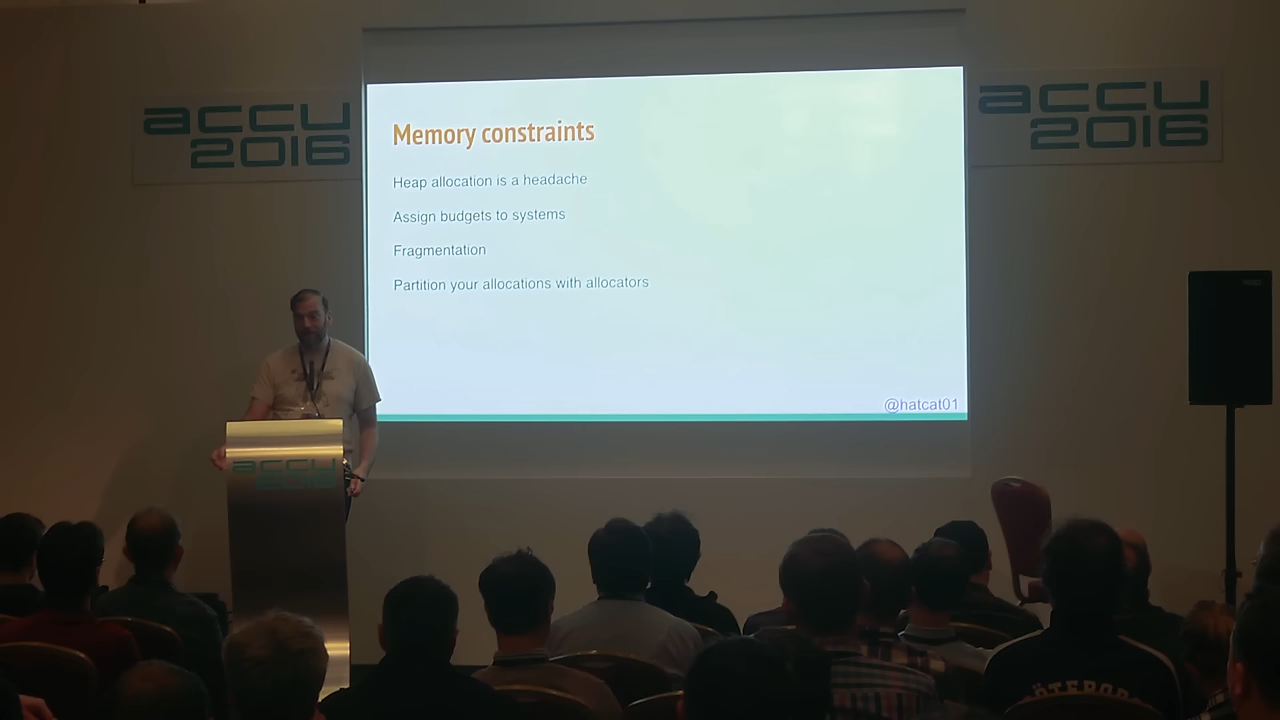 accu
2016
accu
2016
Memory constraints
Heap allocation is a headache
Assign budgets to systems
Fragmentation
Partition your allocations with allocators
@hatcat01
accu